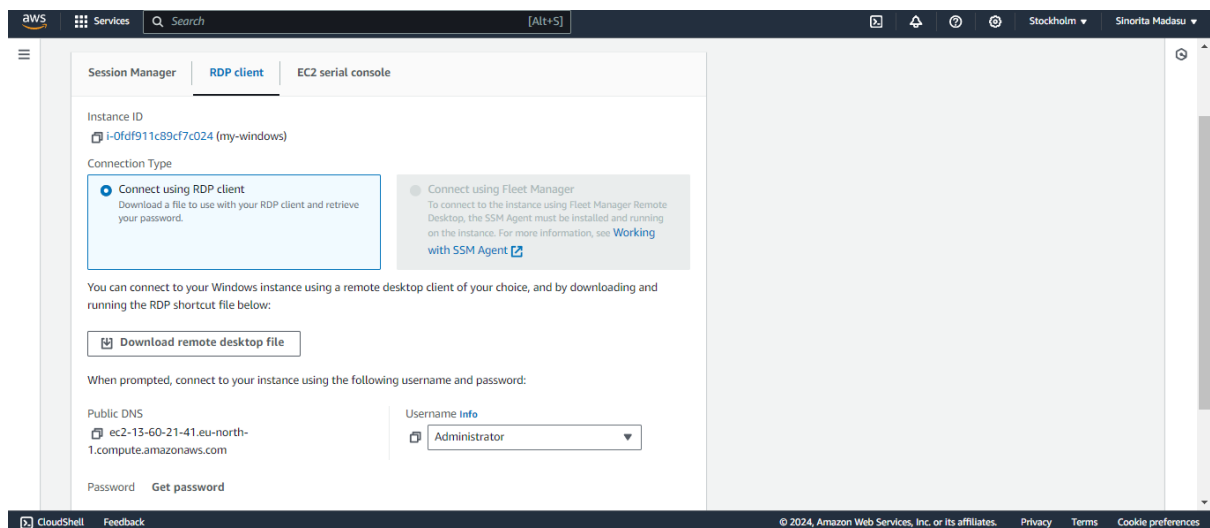 aws
Services
Search
[Alt+S]
Stockholm
Sinorita Madasu
Session Manager
RDP client
EC2 serial console
Instance ID
i-0fdf911c89cf7c024 (my-windows)
Connection Type
Connect using RDP client
Download a file to use with your RDP client and retrieve
your password.
Connect using Fleet Manager
To connect to the instance using Fleet Manager Remote
Desktop, the SSM Agent must be installed and running
on the instance. For more information, see Working
with SSM Agent
You can connect to your Windows instance using a remote desktop client of your choice, and by downloading and
running the RDP shortcut file below:
Download remote desktop file
When prompted, connect to your instance using the following username and password:
Public DNS
ec2-13-60-21-41.eu-north-
1.compute.amazonaws.com
Username Info
Administrator
Password Get password
CloudShell
Feedback
© 2024, Amazon Web Services, Inc. or its affiliates.
Privacy
Terms
Cookie preferences